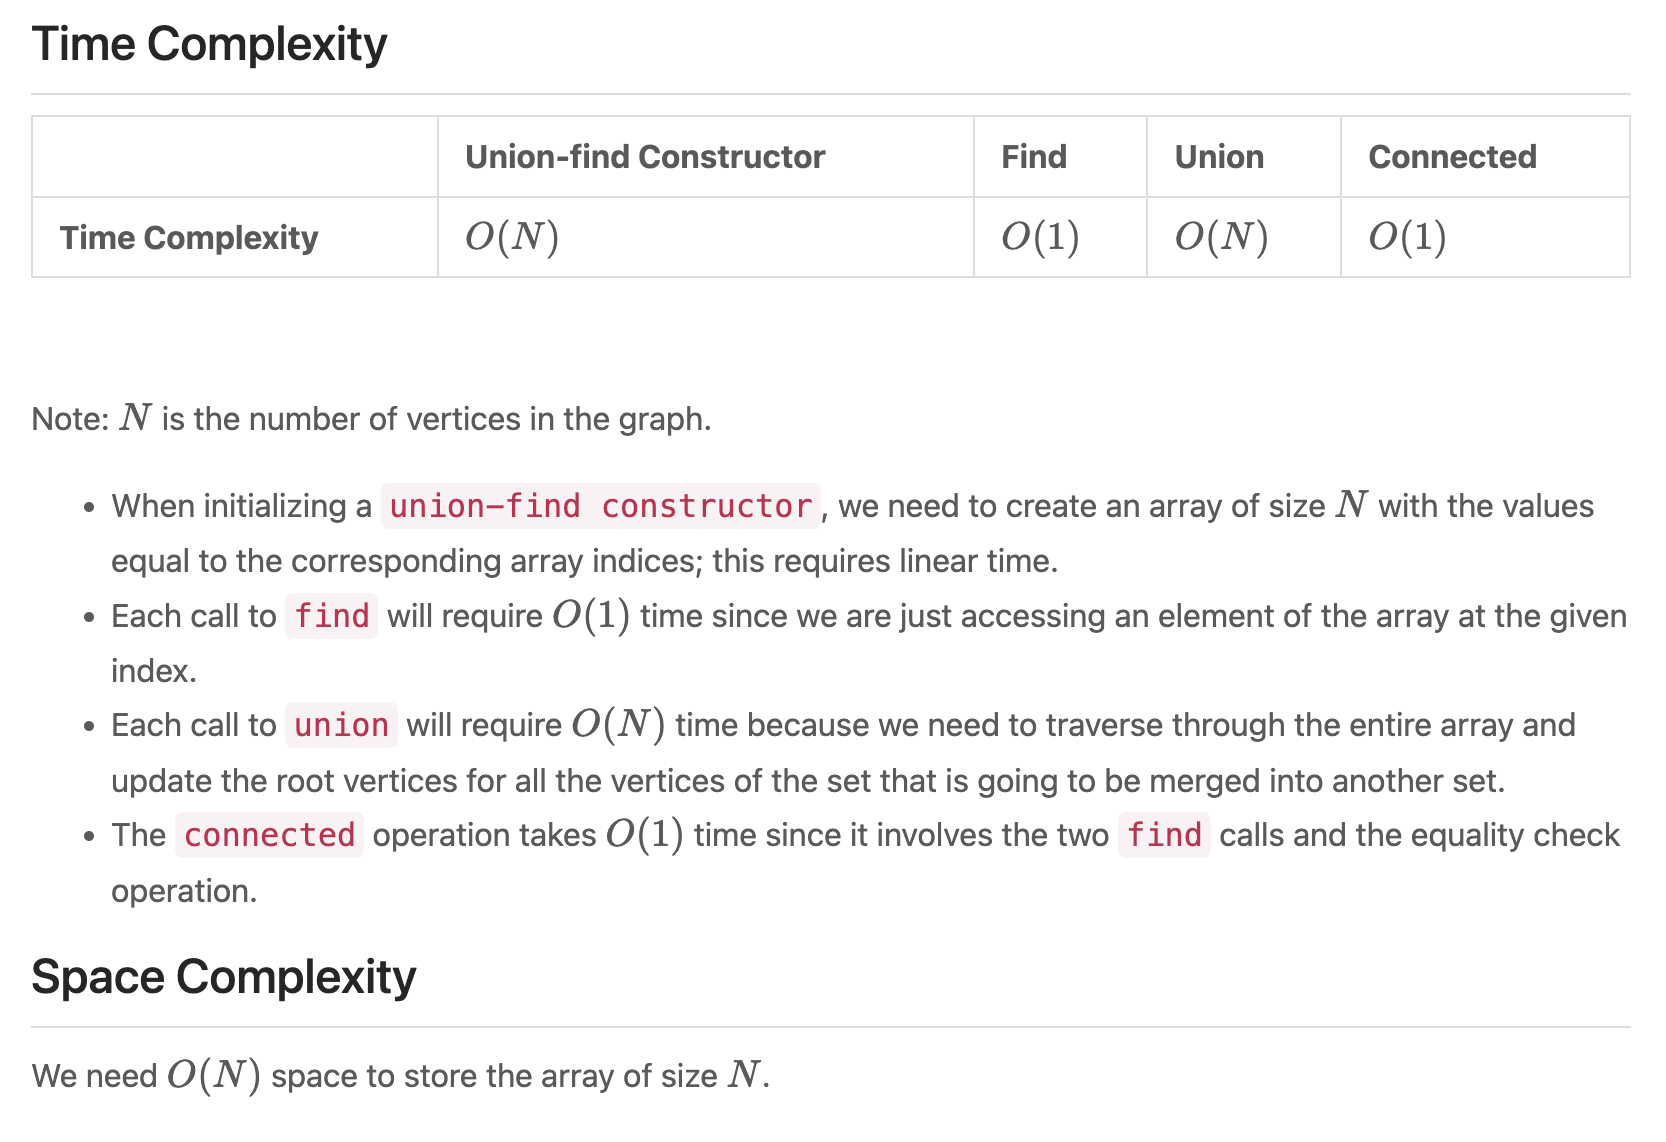 Time Complexity
Union-find Constructor Find Union Connected
Time Complexity O(N) O(1) O(N) O(1)
Note: N is the number of vertices in the graph.
• When initializing a union-find constructor, we need to create an array of size N with the values
equal to the corresponding array indices; this requires linear time.
• Each call to find will require O(1) time since we are just accessing an element of the array at the given
index.
• Each call to union will require O(N) time because we need to traverse through the entire array and
update the root vertices for all the vertices of the set that is going to be merged into another set.
• The connected operation takes O(1) time since it involves the two find calls and the equality check
operation.
Space Complexity
We need O(N) space to store the array of size N.